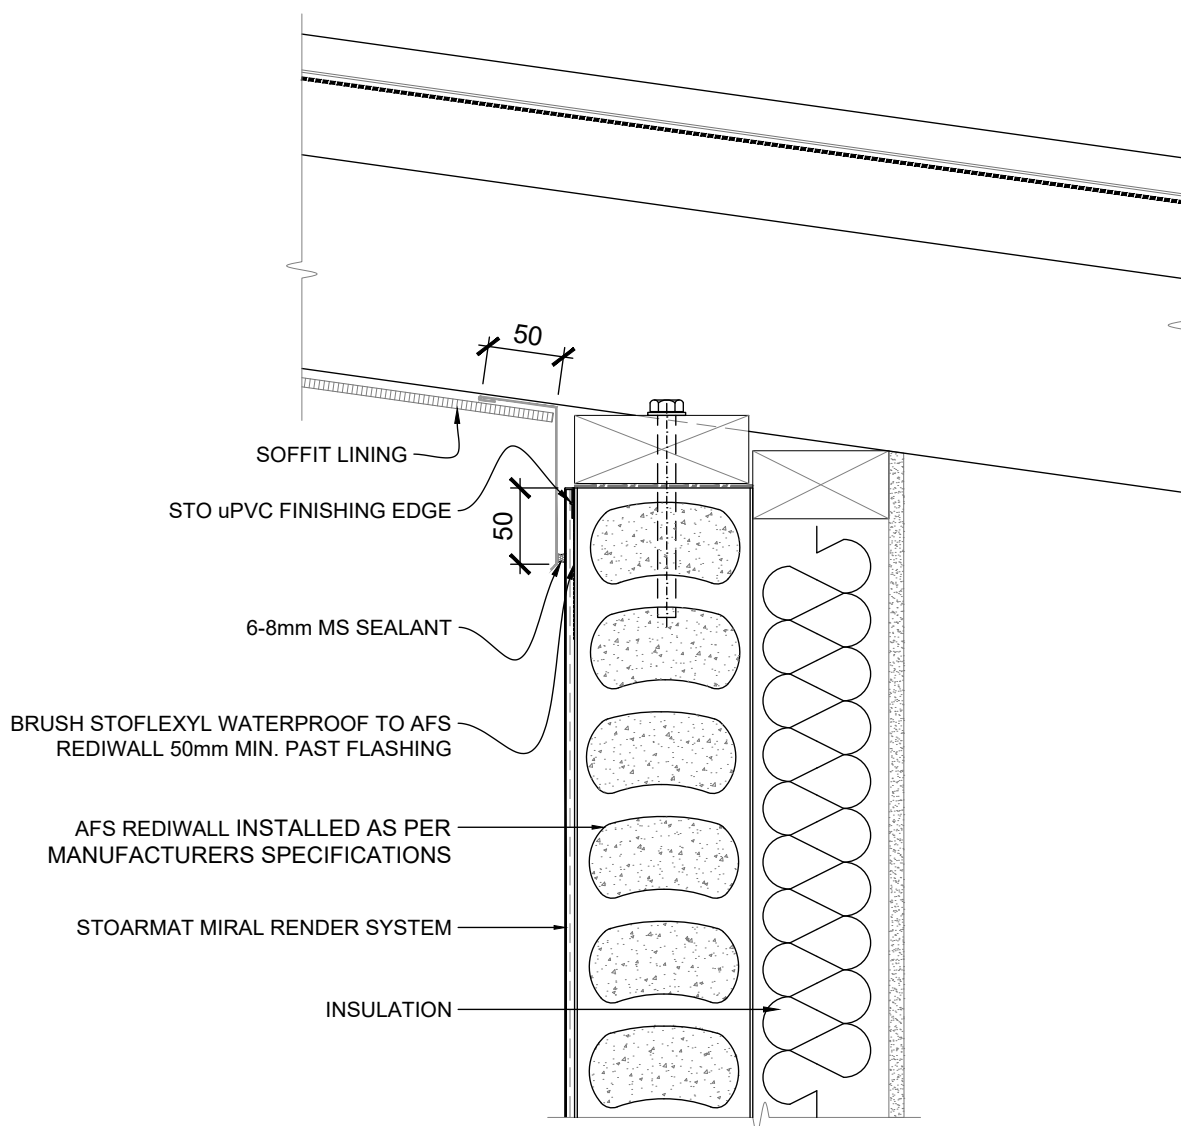 50
SOFFIT LINING
STO uPVC FINISHING EDGE
50
6-8mm MS SEALANT
BRUSH STOFLEXYL WATERPROOF TO AFS
REDIWALL 50mm MIN. PAST FLASHING
AFS REDIWALL INSTALLED AS PER
MANUFACTURERS SPECIFICATIONS
STOARMAT MIRAL RENDER SYSTEM
INSULATION